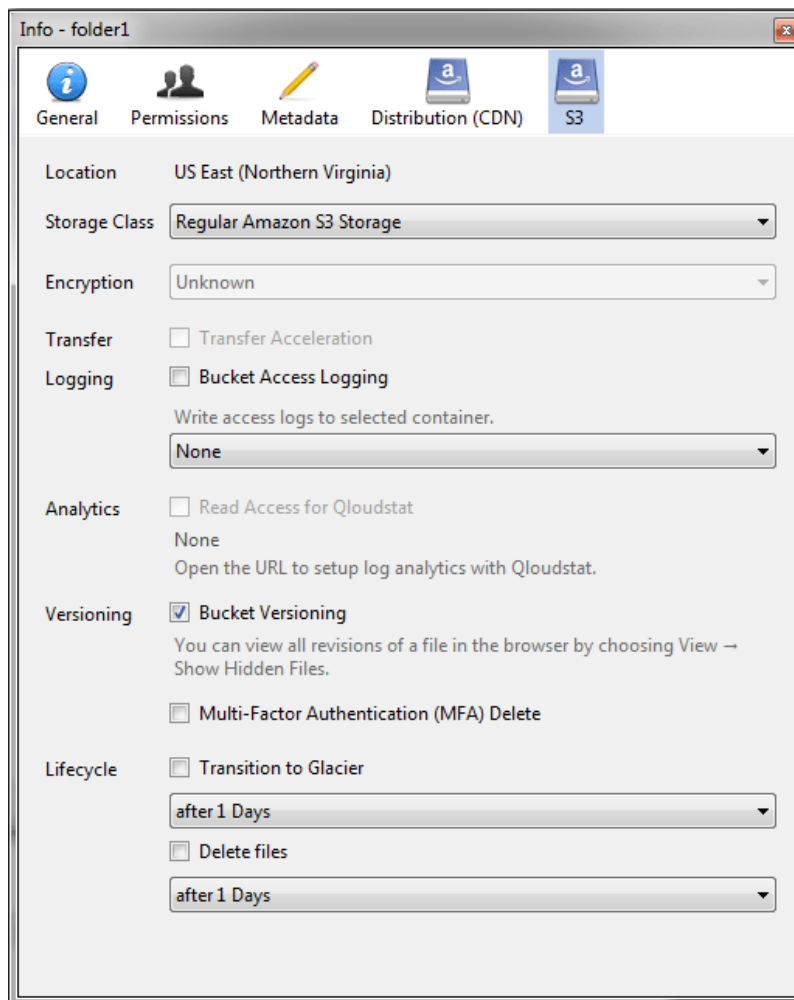 Info - folder1
General Permissions Metadata Distribution (CDN) S3
Location US East (Northern Virginia)
Storage Class Regular Amazon S3 Storage
Encryption Unknown
Transfer Transfer Acceleration
Logging Bucket Access Logging
Write access logs to selected container.
None
Analytics Read Access for Qloudstat
None
Open the URL to setup log analytics with Qloudstat.
Versioning Bucket Versioning
You can view all revisions of a file in the browser by choosing View →
Show Hidden Files.
Multi-Factor Authentication (MFA) Delete
Lifecycle Transition to Glacier
after 1 Days
Delete files
after 1 Days